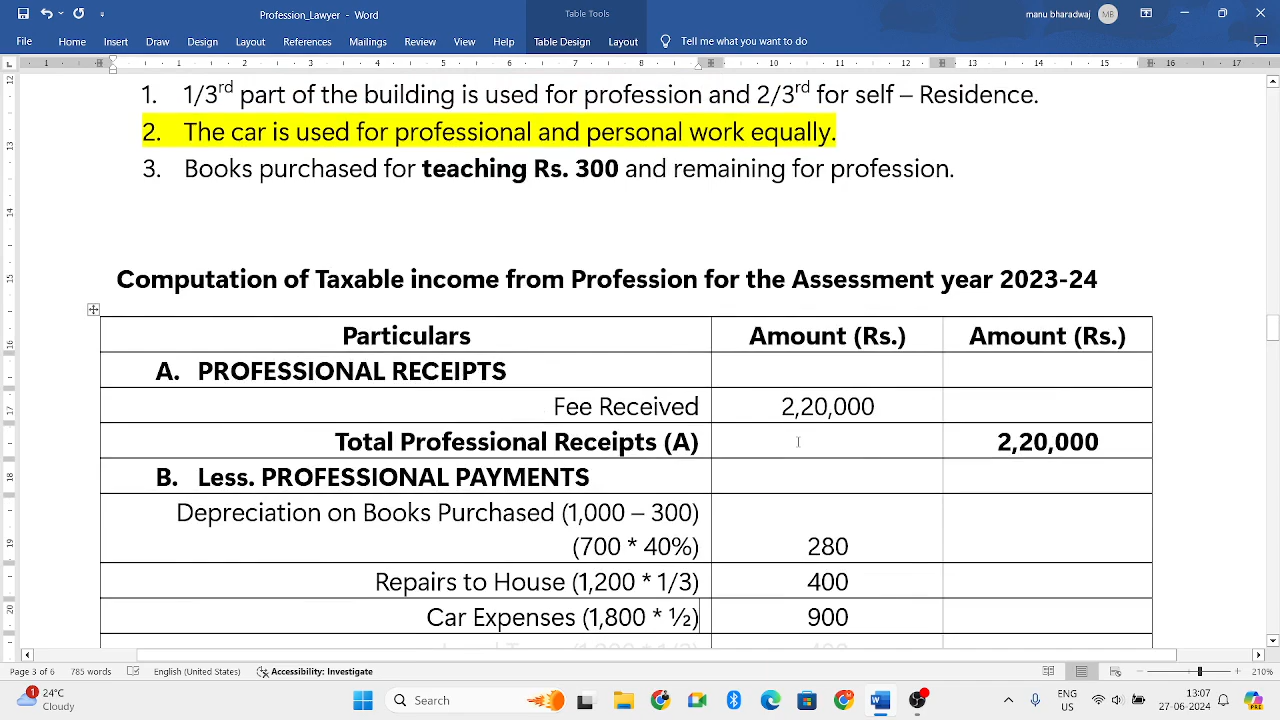 Profession_Lawyer - Word
Table Tools
manu bharadwaj MB
File Home Insert Draw Design Layout References Mailings Review View Help Table Design Layout Tell me what you want to do
1. 1/3rd part of the building is used for profession and 2/3rd for self – Residence.
2. The car is used for professional and personal work equally.
3. Books purchased for teaching Rs. 300 and remaining for profession.
Computation of Taxable income from Profession for the Assessment year 2023-24
Particulars Amount (Rs.) Amount (Rs.)
A. PROFESSIONAL RECEIPTS
Fee Received 2,20,000
Total Professional Receipts (A) 2,20,000
B. Less. PROFESSIONAL PAYMENTS
Depreciation on Books Purchased (1,000 – 300)
(700 * 40%) 280
Repairs to House (1,200 * 1/3) 400
Car Expenses (1,800 * ½) 900
Page 3 of 6 785 words English (United States) Accessibility: Investigate 210%
1 24°C Cloudy Search ENG US 13:07 27-06-2024